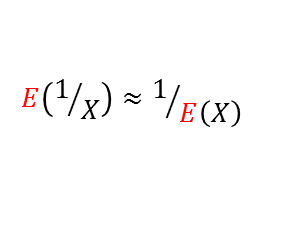 E(1/X) ≈ 1/E(X)